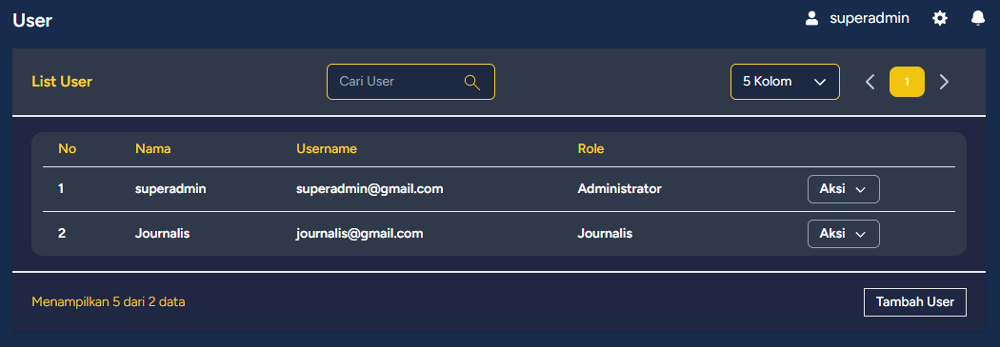 User
superadmin
List User
Cari User
5 Kolom
1
No Nama Username Role
1 superadmin superadmin@gmail.com Administrator Aksi
2 Journalis journalis@gmail.com Journalis Aksi
Menampilkan 5 dari 2 data
Tambah User